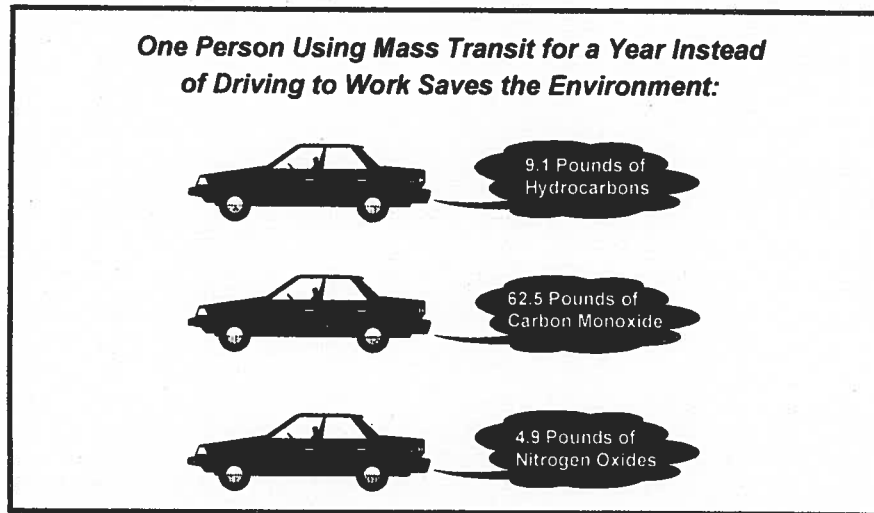 One Person Using Mass Transit for a Year Instead
of Driving to Work Saves the Environment:
9.1 Pounds of
Hydrocarbons
62.5 Pounds of
Carbon Monoxide
4.9 Pounds of
Nitrogen Oxides